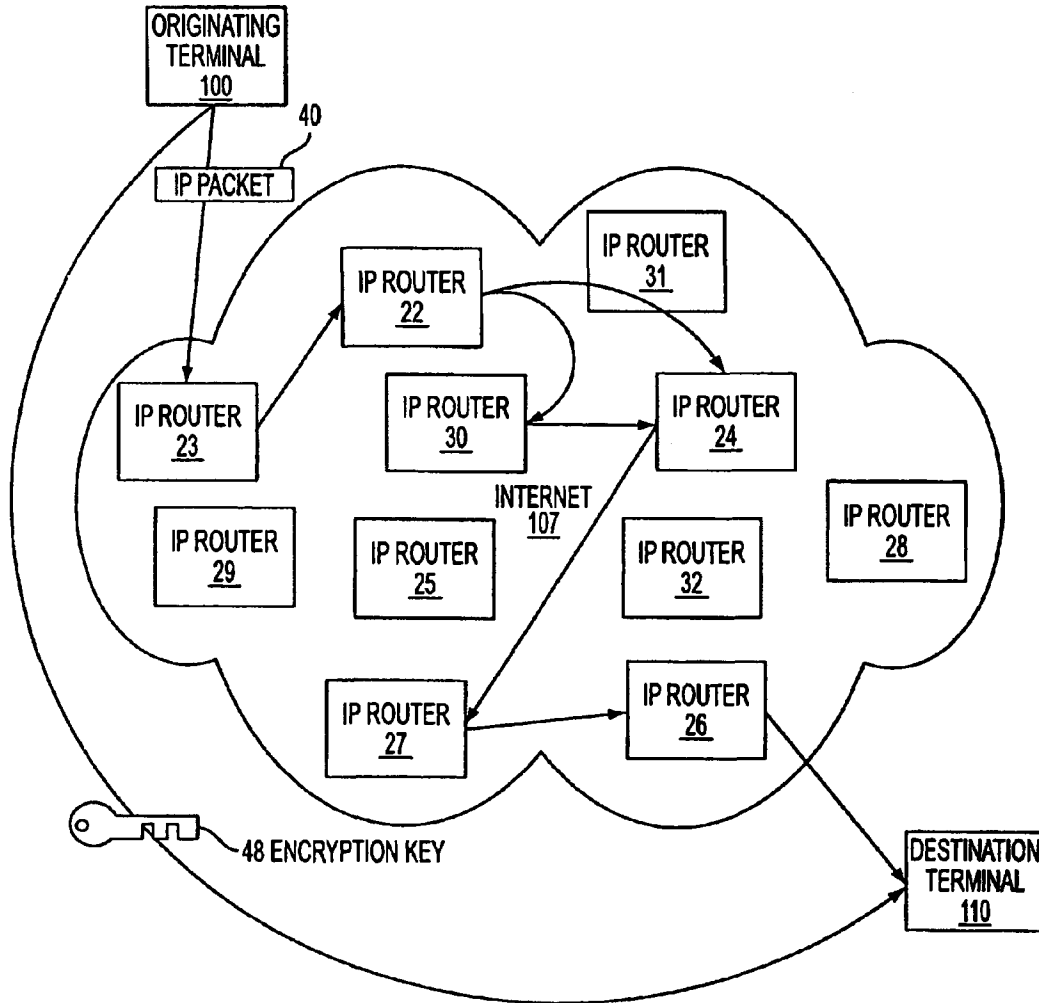 ORIGINATING
TERMINAL
100
40
IP PACKET
IP ROUTER
31
IP ROUTER
22
IP ROUTER
23
IP ROUTER
30
IP ROUTER
24
INTERNET
107
IP ROUTER
29
IP ROUTER
25
IP ROUTER
32
IP ROUTER
28
IP ROUTER
27
IP ROUTER
26
48 ENCRYPTION KEY
DESTINATION
TERMINAL
110